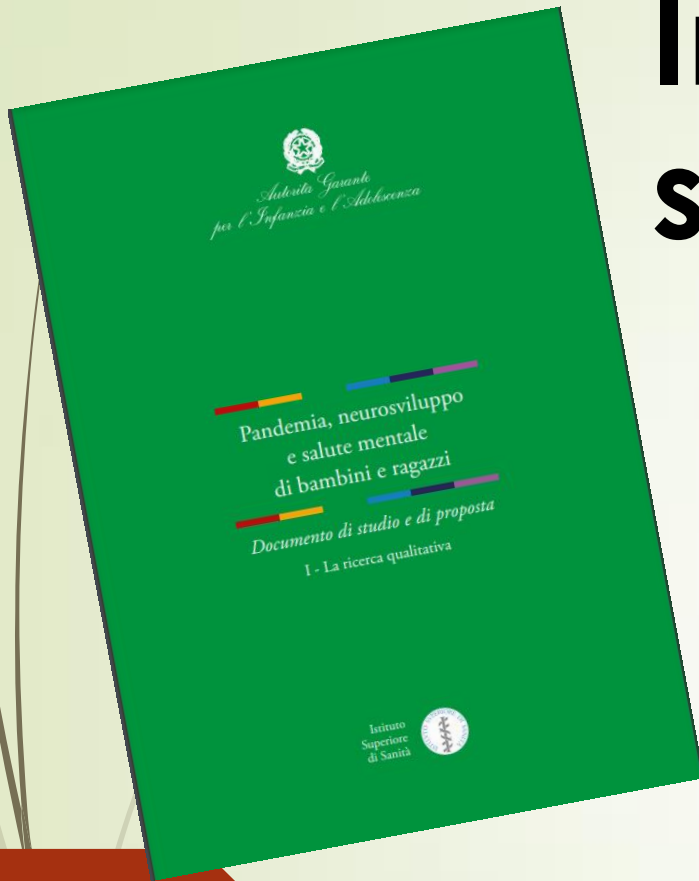 Autorità Garante
per l'Infanzia e l'Adolescenza
Pandemia, neurosviluppo
e salute mentale
di bambini e ragazzi
Documento di studio e di proposta
I - La ricerca qualitativa
Istituto
Superiore
di Sanità